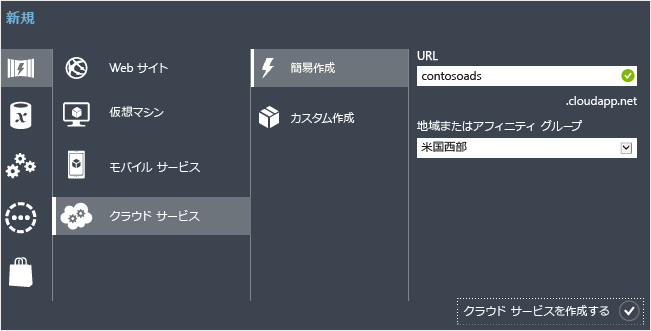 新規
Web サイト
仮想マシン
モバイル サービス
クラウド サービス
簡易作成
カスタム作成
URL
contosoads
.cloudapp.net
地域またはアフィニティ グループ
米国西部
クラウド サービスを作成する